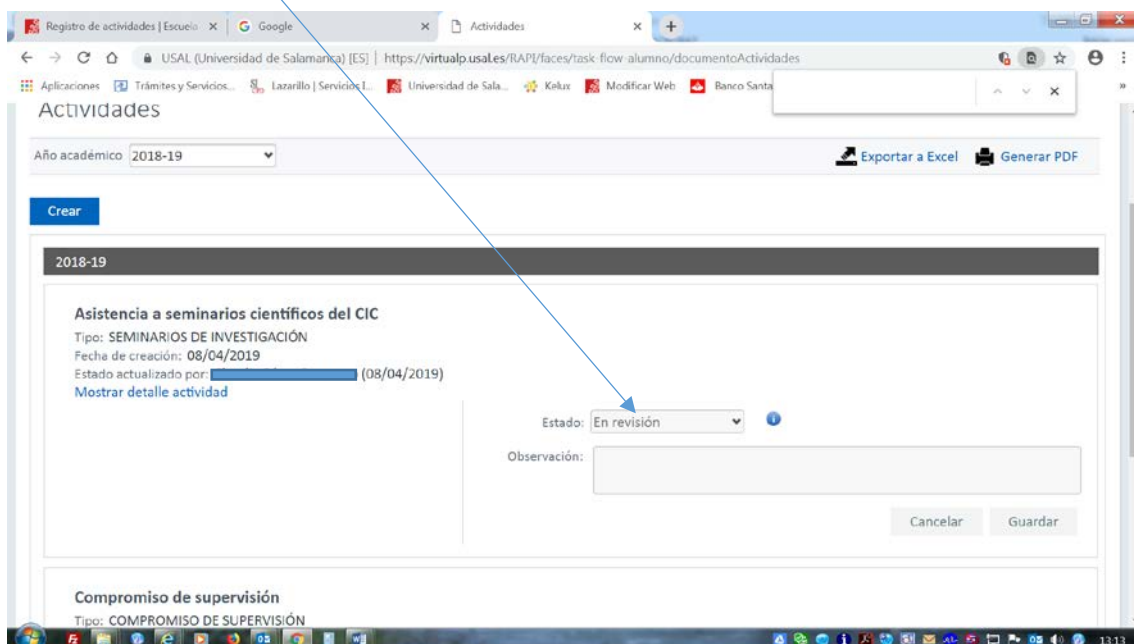 Registro de actividades | Escuela
Google
Actividades
USAL (Universidad de Salamanca) [ES] | https://virtualp.usal.es/RAPI/faces/task-flow-alumno/documentoActividades
Aplicaciones
Trámites y Servicios...
Lazarillo | Servicios I...
Universidad de Sala...
Kelux
Modificar Web
Banco Santa
Actividades
Año académico 2018-19
Exportar a Excel
Generar PDF
Crear
2018-19
Asistencia a seminarios científicos del CIC
Tipo: SEMINARIOS DE INVESTIGACIÓN
Fecha de creación: 08/04/2019
Estado actualizado por: (08/04/2019)
Mostrar detalle actividad
Estado: En revisión
Observación:
Cancelar
Guardar
Compromiso de supervisión
Tipo: COMPROMISO DE SUPERVISIÓN
13:13